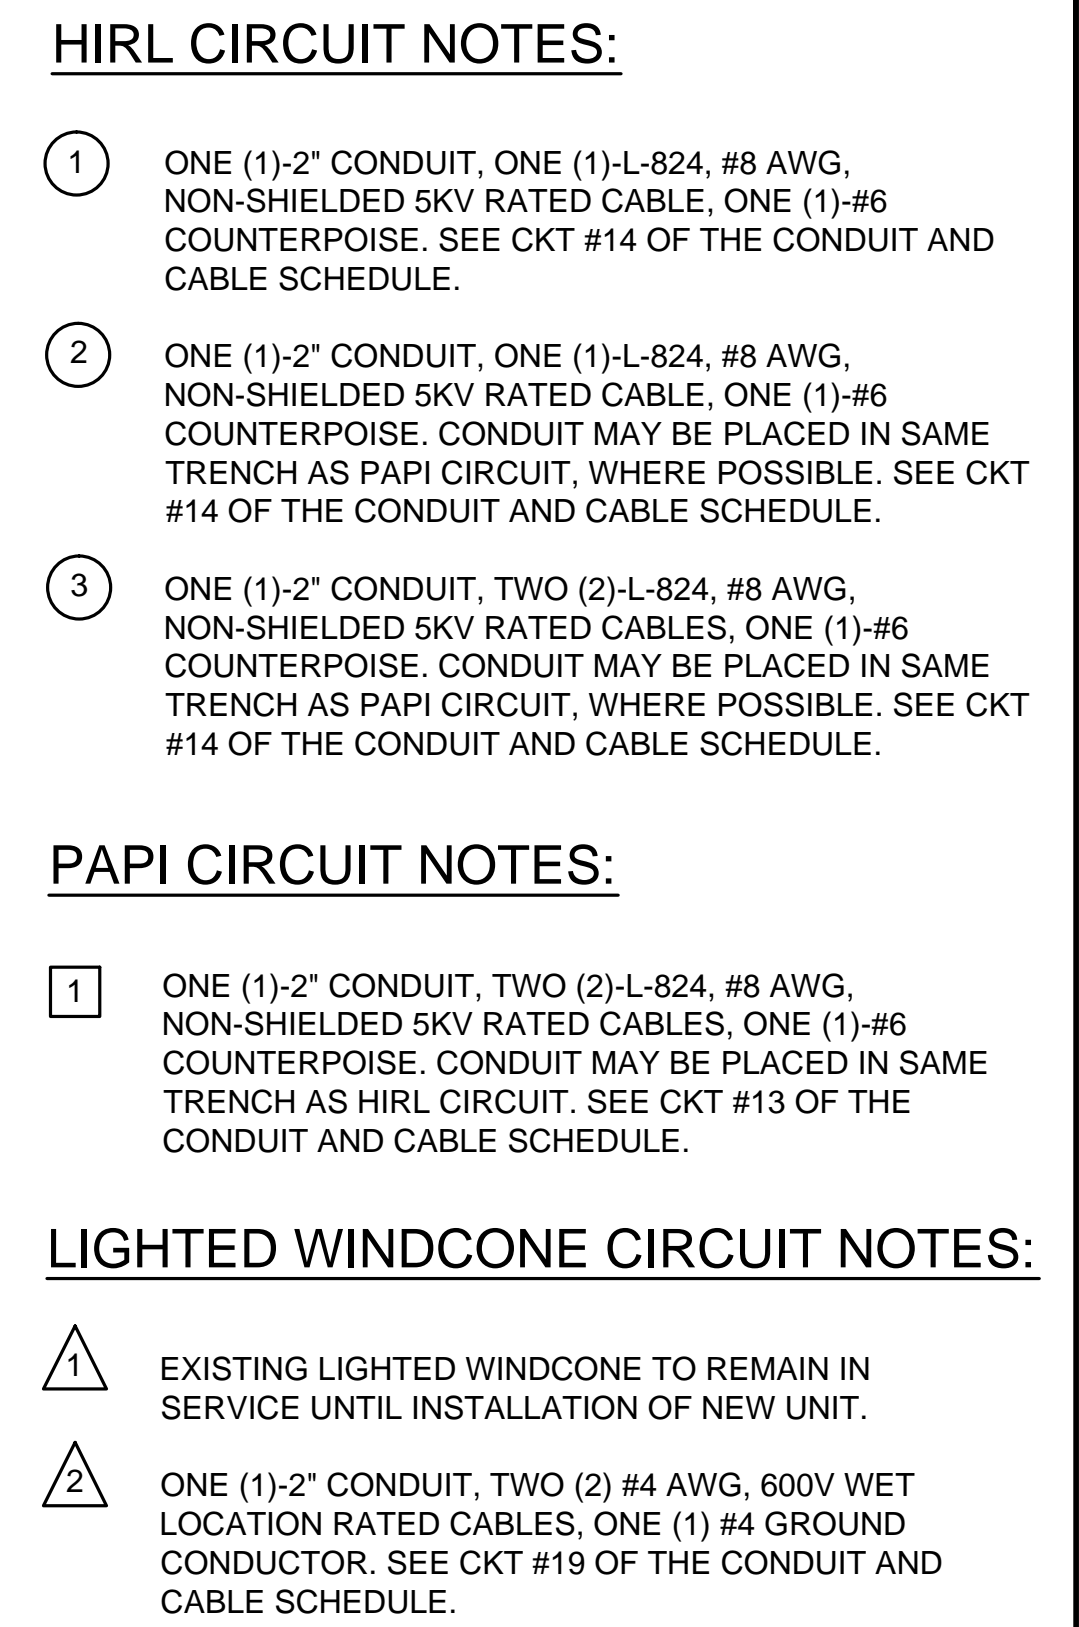 HIRL CIRCUIT NOTES:
1
ONE (1)-2" CONDUIT, ONE (1)-L-824, #8 AWG,
NON-SHIELDED 5KV RATED CABLE, ONE (1)-#6
COUNTERPOISE. SEE CKT #14 OF THE CONDUIT AND
CABLE SCHEDULE.
2
ONE (1)-2" CONDUIT, ONE (1)-L-824, #8 AWG,
NON-SHIELDED 5KV RATED CABLE, ONE (1)-#6
COUNTERPOISE. CONDUIT MAY BE PLACED IN SAME
TRENCH AS PAPI CIRCUIT, WHERE POSSIBLE. SEE CKT
#14 OF THE CONDUIT AND CABLE SCHEDULE.
3
ONE (1)-2" CONDUIT, TWO (2)-L-824, #8 AWG,
NON-SHIELDED 5KV RATED CABLES, ONE (1)-#6
COUNTERPOISE. CONDUIT MAY BE PLACED IN SAME
TRENCH AS PAPI CIRCUIT, WHERE POSSIBLE. SEE CKT
#14 OF THE CONDUIT AND CABLE SCHEDULE.
PAPI CIRCUIT NOTES:
1
ONE (1)-2" CONDUIT, TWO (2)-L-824, #8 AWG,
NON-SHIELDED 5KV RATED CABLES, ONE (1)-#6
COUNTERPOISE. CONDUIT MAY BE PLACED IN SAME
TRENCH AS HIRL CIRCUIT. SEE CKT #13 OF THE
CONDUIT AND CABLE SCHEDULE.
LIGHTED WINDCONE CIRCUIT NOTES:
1
EXISTING LIGHTED WINDCONE TO REMAIN IN
SERVICE UNTIL INSTALLATION OF NEW UNIT.
2
ONE (1)-2" CONDUIT, TWO (2) #4 AWG, 600V WET
LOCATION RATED CABLES, ONE (1) #4 GROUND
CONDUCTOR. SEE CKT #19 OF THE CONDUIT AND
CABLE SCHEDULE.